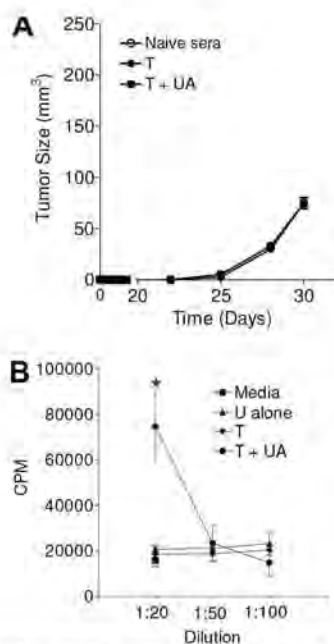 A
Naive sera
T
T + UA
Tumor Size (mm³)
250
200
150
100
50
0
0 20 25 30
Time (Days)
B
Media
U alone
T
T + UA
CPM
100000
80000
60000
40000
20000
0
1:20 1:50 1:100
Dilution